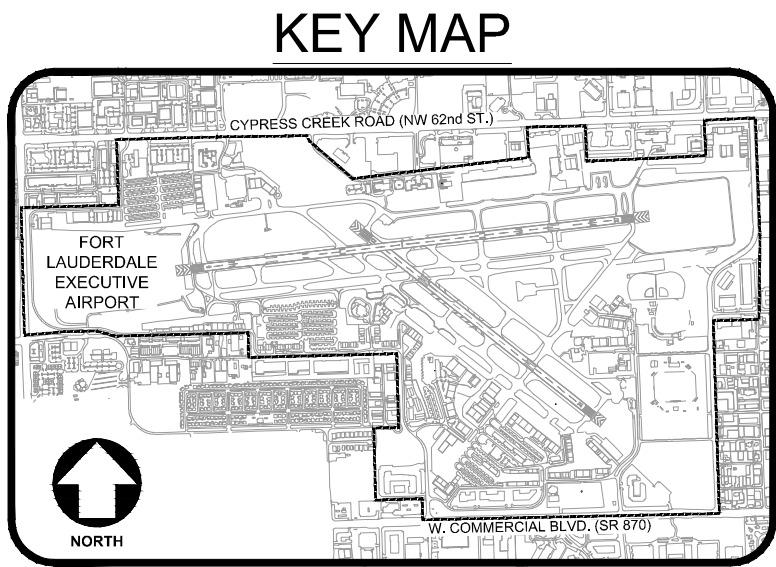 KEY MAP
CYPRESS CREEK ROAD (NW 62nd ST.)
FORT
LAUDERDALE
EXECUTIVE
AIRPORT
W. COMMERCIAL BLVD. (SR 870)
NORTH